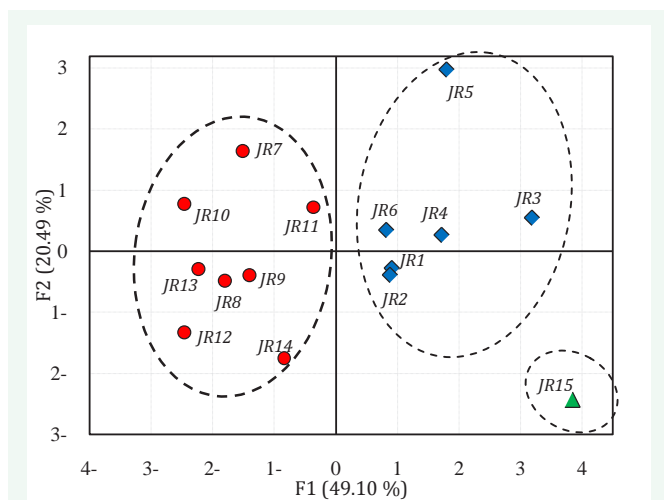 3
JR5
2
JR7
1
JR10
JR11
JR6
JR4
JR3
0
JR13
JR8
JR9
JR1
JR2
1-
JR12
JR14
2-
JR15
3-
4-
3-
2-
1-
0
1
2
3
4
F1 (49.10 %)
F2 (20.49 %)